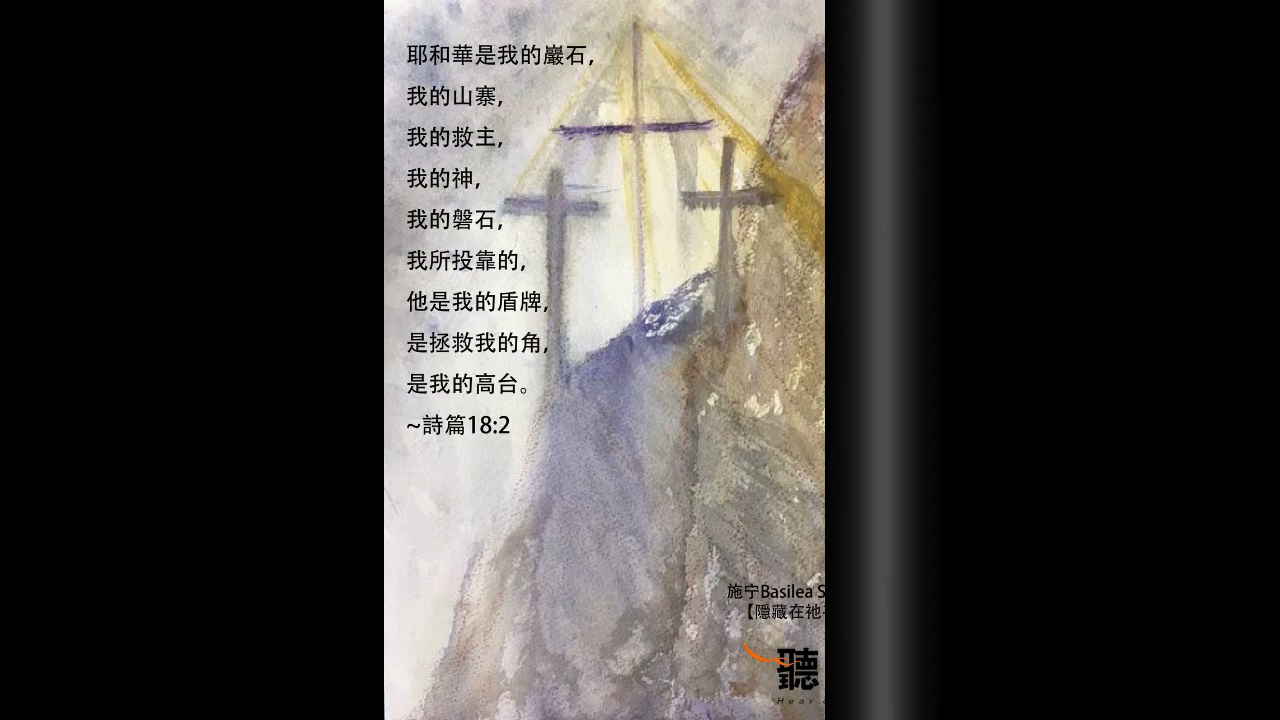 耶和華是我的巖石,
我的山寨,
我的救主,
我的神,
我的磐石,
我所投靠的,
他是我的盾牌,
是拯救我的角,
是我的高台。
~詩篇18:2
施宁Basilea S
【隱藏在祂
聽
Hear